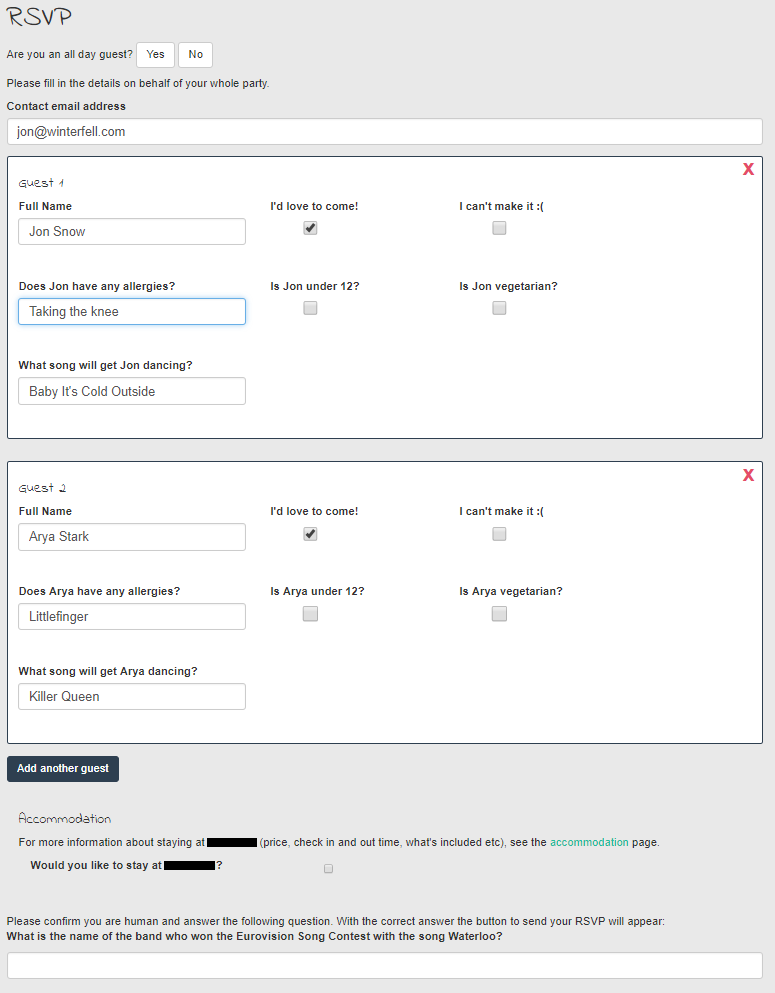 RSVP
Are you an all day guest? Yes No
Please fill in the details on behalf of your whole party.
Contact email address
jon@winterfell.com
X
Guest 1
Full Name I'd love to come! I can't make it :(
Jon Snow
Does Jon have any allergies? Is Jon under 12? Is Jon vegetarian?
Taking the knee
What song will get Jon dancing?
Baby It's Cold Outside
X
Guest 2
Full Name I'd love to come! I can't make it :(
Arya Stark
Does Arya have any allergies? Is Arya under 12? Is Arya vegetarian?
Littlefinger
What song will get Arya dancing?
Killer Queen
Add another guest
Accommodation
For more information about staying at (price, check in and out time, what's included etc), see the accommodation page.
Would you like to stay at ?
Please confirm you are human and answer the following question. With the correct answer the button to send your RSVP will appear:
What is the name of the band who won the Eurovision Song Contest with the song Waterloo?